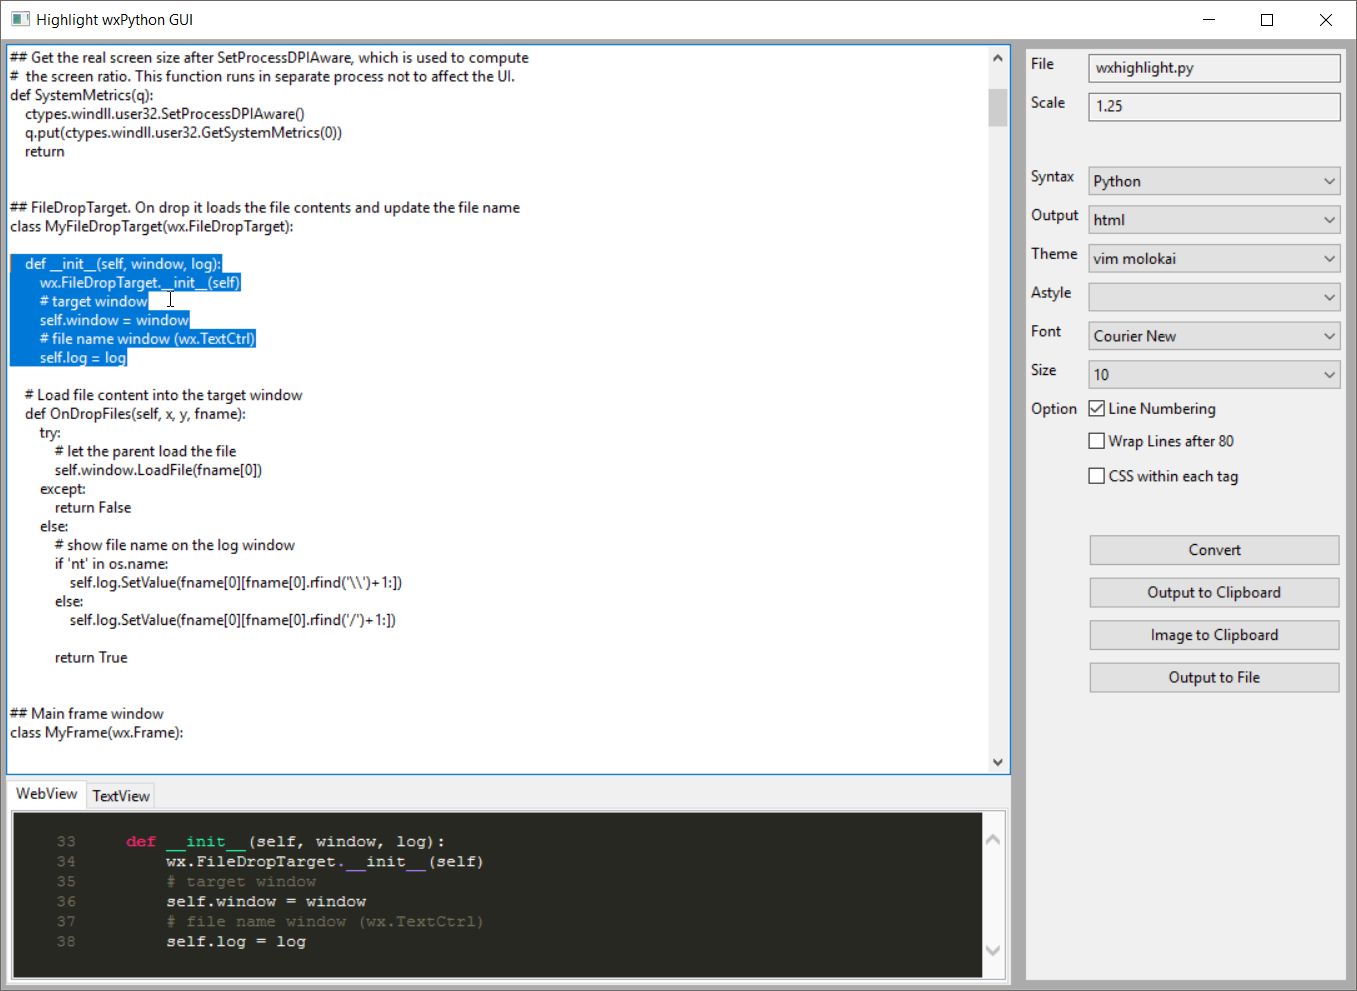 Highlight wxPython GUI
## Get the real screen size after SetProcessDPIAware, which is used to compute
#  the screen ratio. This function runs in separate process not to affect the UI.
def SystemMetrics(q):
    ctypes.windll.user32.SetProcessDPIAware()
    q.put(ctypes.windll.user32.GetSystemMetrics(0))
    return
## FileDropTarget. On drop it loads the file contents and update the file name
class MyFileDropTarget(wx.FileDropTarget):
    def __init__(self, window, log):
        wx.FileDropTarget.__init__(self)
        # target window
        self.window = window
        # file name window (wx.TextCtrl)
        self.log = log
    # Load file content into the target window
    def OnDropFiles(self, x, y, fname):
        try:
            # let the parent load the file
            self.window.LoadFile(fname[0])
        except:
            return False
        else:
            # show file name on the log window
            if 'nt' in os.name:
                self.log.SetValue(fname[0][fname[0].rfind('\\')+1:])
            else:
                self.log.SetValue(fname[0][fname[0].rfind('/')+1:])
            return True
## Main frame window
class MyFrame(wx.Frame):
WebView TextView
33     def __init__(self, window, log):
34         wx.FileDropTarget.__init__(self)
35         # target window
36         self.window = window
37         # file name window (wx.TextCtrl)
38         self.log = log
File wxhighlight.py
Scale 1.25
Syntax Python
Output html
Theme vim molokai
Astyle
Font Courier New
Size 10
Option Line Numbering
Wrap Lines after 80
CSS within each tag
Convert
Output to Clipboard
Image to Clipboard
Output to File